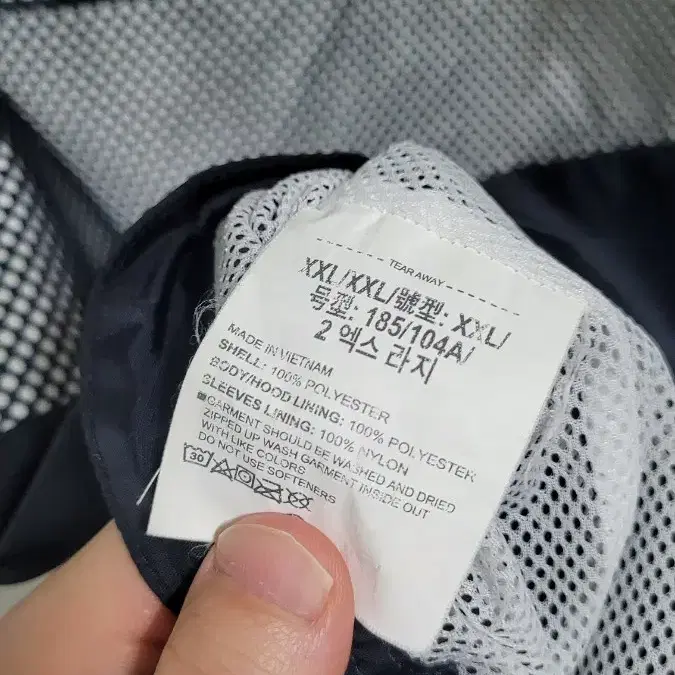 TEAR AWAY
XXL/XXL/號型: XXL/
号型: 185/104A/
2 엑스 라지
MADE IN VIETNAM
SHELL: 100% POLYESTER
BODY/HOOD LINING: 100% POLYESTER
SLEEVES LINING: 100% NYLON
■GARMENT SHOULD BE WASHED AND DRIED
ZIPPED UP WASH GARMENT INSIDE OUT
WITH LIKE COLORS
DO NOT USE SOFTENERS
30